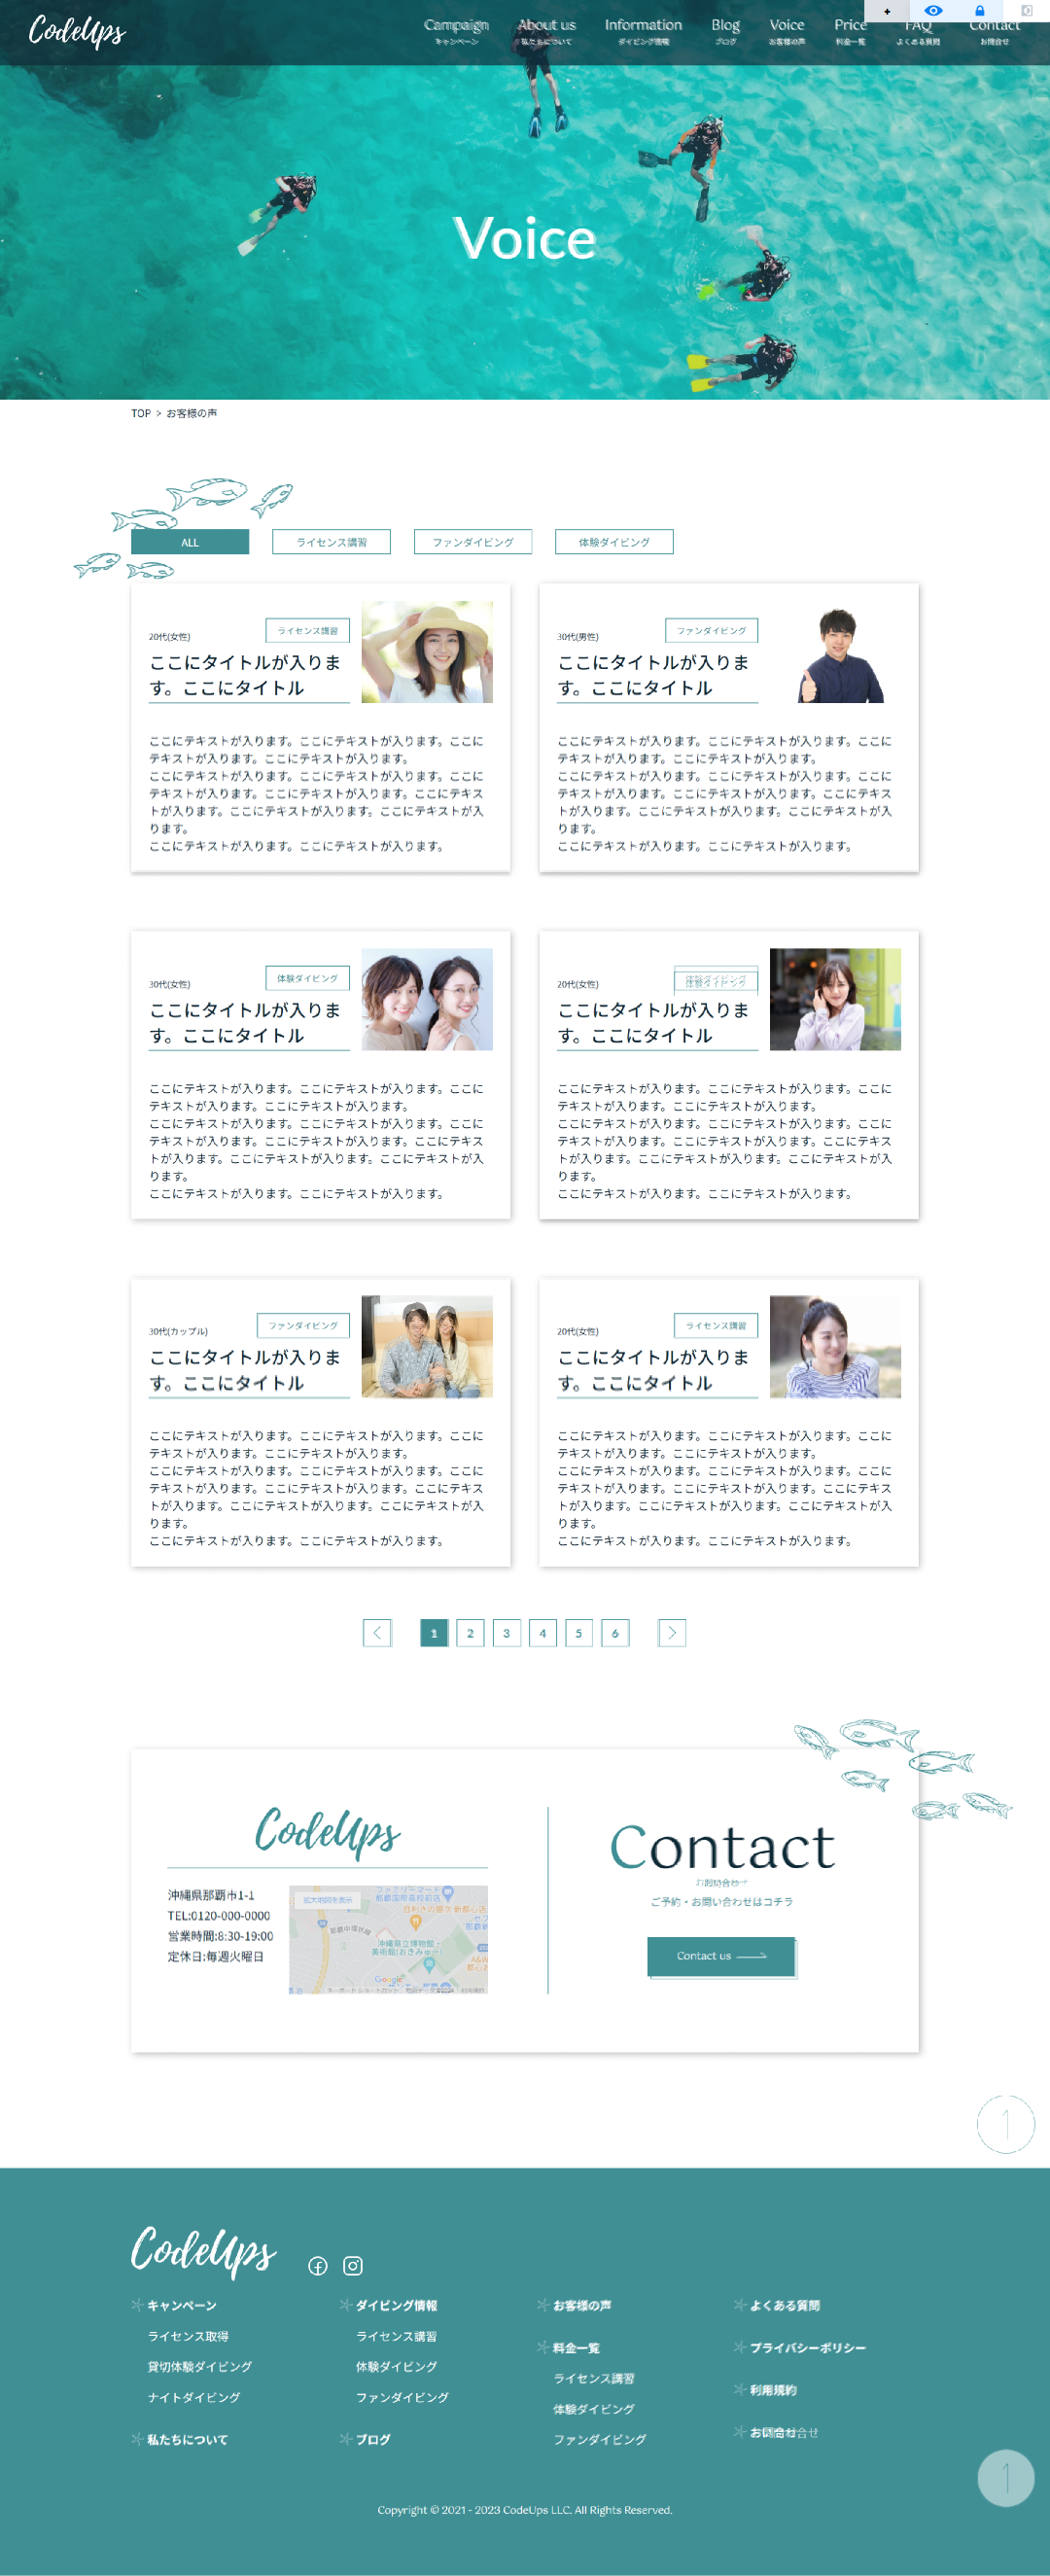 CodeUps
Campaign
キャンペーン
About us
私たちについて
Information
ダイビング情報
Blog
ブログ
Voice
お客様の声
Price
料金一覧
FAQ
よくある質問
Contact
お問合せ
Voice
TOP > お客様の声
ALL
ライセンス講習
ファンダイビング
体験ダイビング
20代(女性)
ライセンス講習
ここにタイトルが入りま
す。ここにタイトル
ここにテキストが入ります。ここにテキストが入ります。ここに
テキストが入ります。ここにテキストが入ります。
ここにテキストが入ります。ここにテキストが入ります。ここに
テキストが入ります。ここにテキストが入ります。ここにテキス
トが入ります。ここにテキストが入ります。ここにテキストが入
ります。
ここにテキストが入ります。ここにテキストが入ります。
30代(男性)
ファンダイビング
ここにタイトルが入りま
す。ここにタイトル
ここにテキストが入ります。ここにテキストが入ります。ここに
テキストが入ります。ここにテキストが入ります。
ここにテキストが入ります。ここにテキストが入ります。ここに
テキストが入ります。ここにテキストが入ります。ここにテキス
トが入ります。ここにテキストが入ります。ここにテキストが入
ります。
ここにテキストが入ります。ここにテキストが入ります。
30代(女性)
体験ダイビング
ここにタイトルが入りま
す。ここにタイトル
ここにテキストが入ります。ここにテキストが入ります。ここに
テキストが入ります。ここにテキストが入ります。
ここにテキストが入ります。ここにテキストが入ります。ここに
テキストが入ります。ここにテキストが入ります。ここにテキス
トが入ります。ここにテキストが入ります。ここにテキストが入
ります。
ここにテキストが入ります。ここにテキストが入ります。
20代(女性)
体験ダイビング
ここにタイトルが入りま
す。ここにタイトル
ここにテキストが入ります。ここにテキストが入ります。ここに
テキストが入ります。ここにテキストが入ります。
ここにテキストが入ります。ここにテキストが入ります。ここに
テキストが入ります。ここにテキストが入ります。ここにテキス
トが入ります。ここにテキストが入ります。ここにテキストが入
ります。
ここにテキストが入ります。ここにテキストが入ります。
30代(カップル)
ファンダイビング
ここにタイトルが入りま
す。ここにタイトル
ここにテキストが入ります。ここにテキストが入ります。ここに
テキストが入ります。ここにテキストが入ります。
ここにテキストが入ります。ここにテキストが入ります。ここに
テキストが入ります。ここにテキストが入ります。ここにテキス
トが入ります。ここにテキストが入ります。ここにテキストが入
ります。
ここにテキストが入ります。ここにテキストが入ります。
20代(女性)
ライセンス講習
ここにタイトルが入りま
す。ここにタイトル
ここにテキストが入ります。ここにテキストが入ります。ここに
テキストが入ります。ここにテキストが入ります。
ここにテキストが入ります。ここにテキストが入ります。ここに
テキストが入ります。ここにテキストが入ります。ここにテキス
トが入ります。ここにテキストが入ります。ここにテキストが入
ります。
ここにテキストが入ります。ここにテキストが入ります。
1 2 3 4 5 6
CodeUps
沖縄県那覇市1-1
TEL:0120-000-0000
営業時間:8:30-19:00
定休日:毎週火曜日
拡大地図を表示
ファミリーマート
那覇国際高校前店
目利きの銀次 新都心店
那覇中環状線
沖縄県立博物館・
美術館(おきみゅー)
Google
Contact
お問い合わせ
ご予約・お問い合わせはコチラ
Contact us
CodeUps
キャンペーン
ライセンス取得
貸切体験ダイビング
ナイトダイビング
私たちについて
ダイビング情報
ライセンス講習
体験ダイビング
ファンダイビング
ブログ
お客様の声
料金一覧
ライセンス講習
体験ダイビング
ファンダイビング
よくある質問
プライバシーポリシー
利用規約
Copyright © 2021 - 2023 CodeUps LLC. All Rights Reserved.